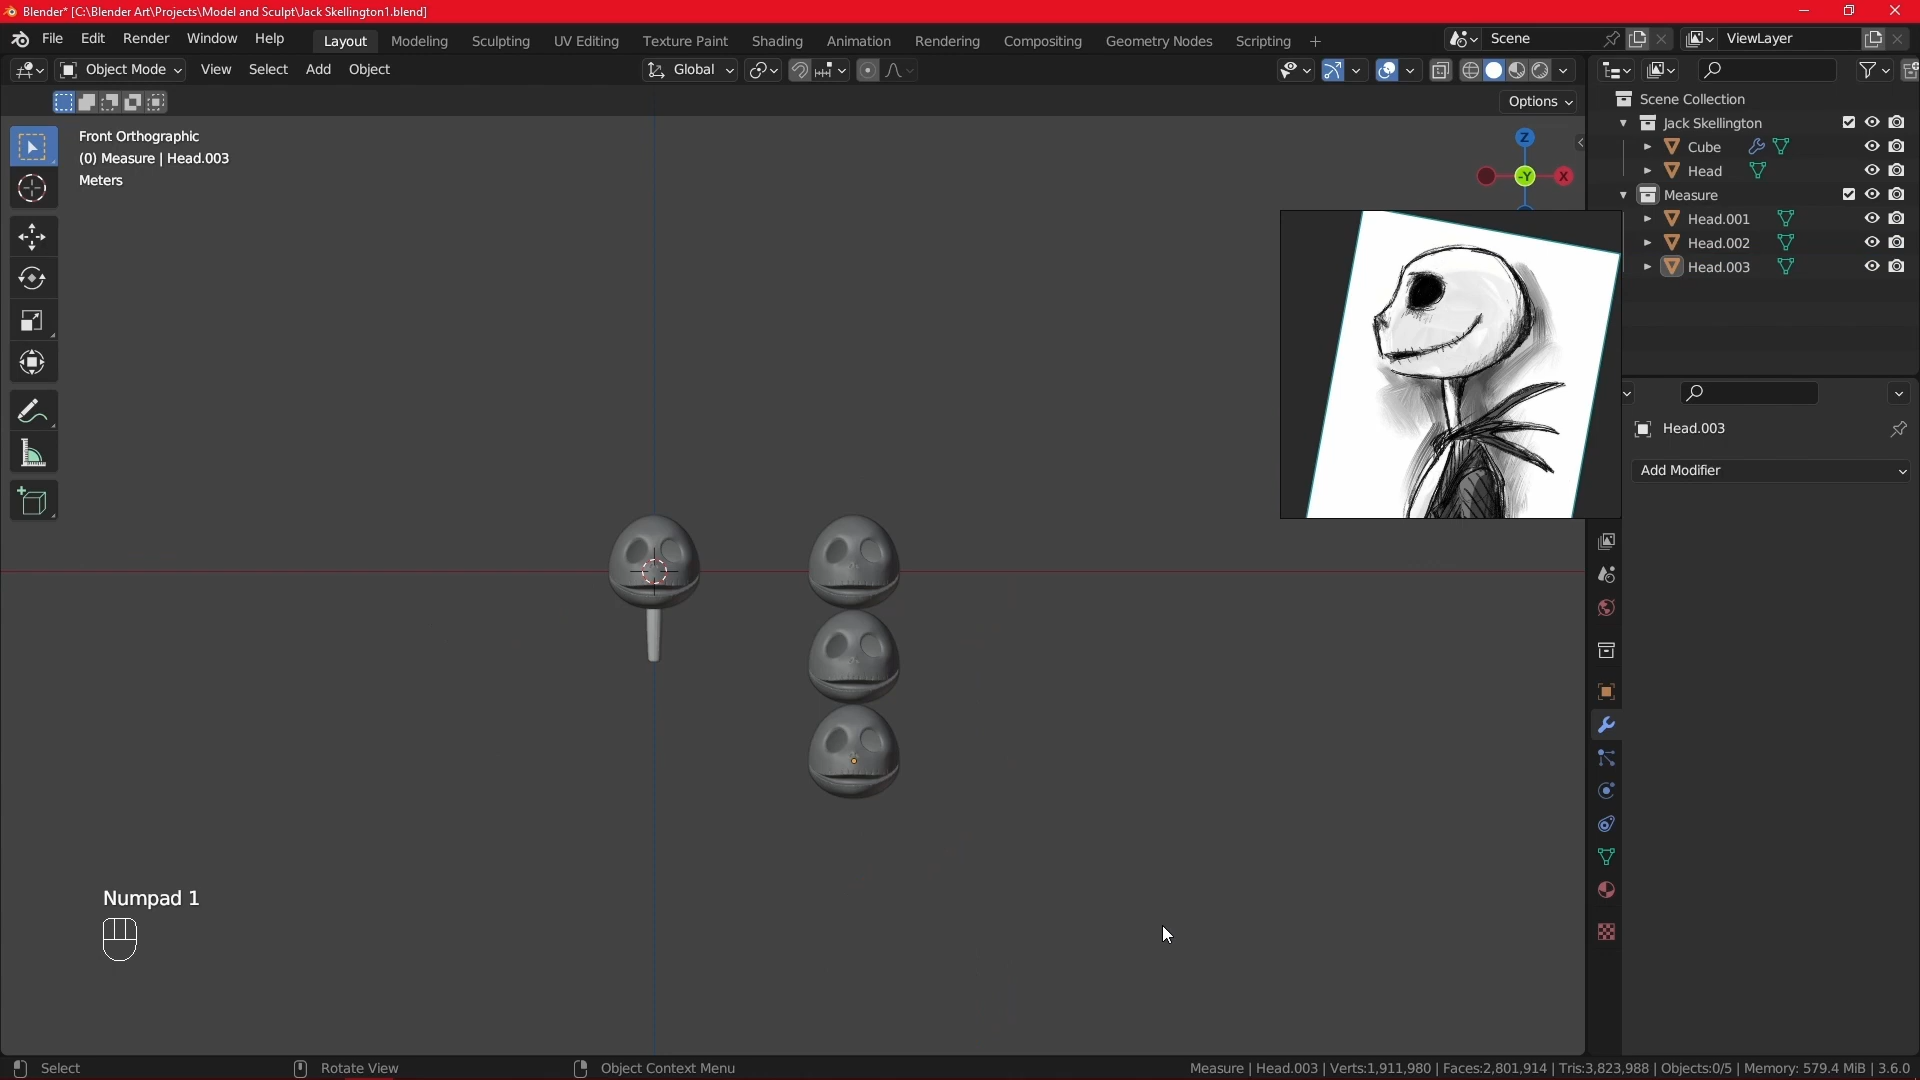 Blender* [C:\Blender Art\Projects\Model and Sculpt\Jack Skellington1.blend]
File Edit Render Window Help Layout Modeling Sculpting UV Editing Texture Paint Shading Animation Rendering Compositing Geometry Nodes Scripting + Scene ViewLayer
Object Mode View Select Add Object Global
Options
Front Orthographic
(0) Measure | Head.003
Meters
Z
-Y
X
Scene Collection
Jack Skellington
Cube
Head
Measure
Head.001
Head.002
Head.003
Head.003
Add Modifier
Numpad 1
Select Rotate View Object Context Menu Measure | Head.003 | Verts:1,911,980 | Faces:2,801,914 | Tris:3,823,988 | Objects:0/5 | Memory: 579.4 MiB | 3.6.0